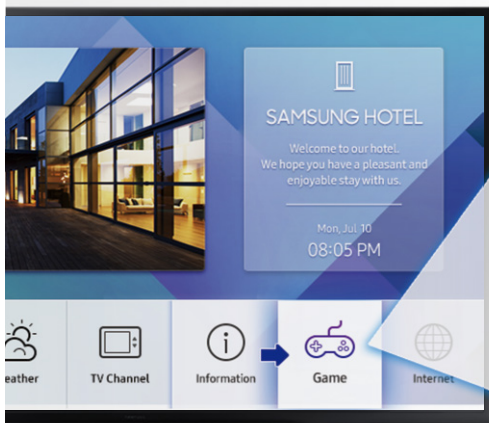 SAMSUNG HOTEL
Welcome to our hotel.
We hope you have a pleasant and
enjoyable stay with us.
Mon, Jul 10
08:05 PM
eather
TV Channel
Information
Game
Internet